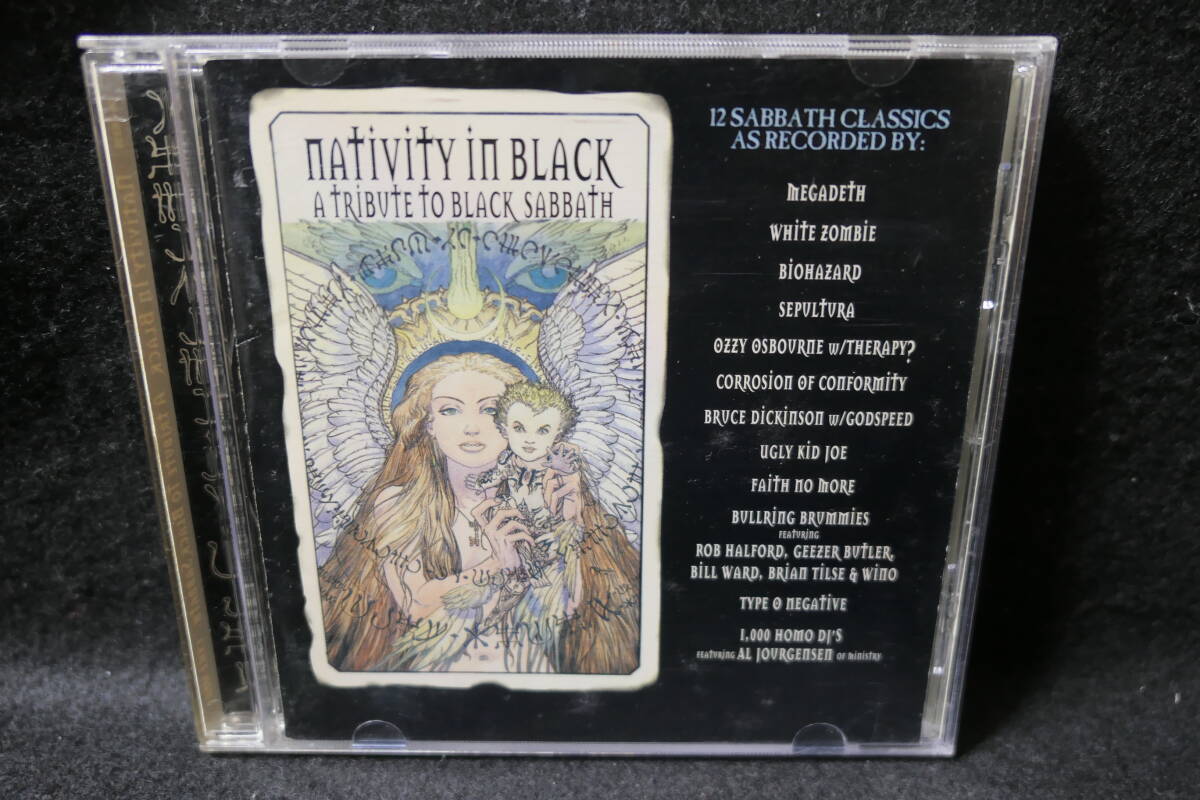 NATIVITY IN BLACK
A TRIBUTE TO BLACK SABBATH
12 SABBATH CLASSICS
AS RECORDED BY:
MEGADETH
WHITE ZOMBIE
BIOHAZARD
SEPULTURA
OZZY OSBOURNE W/THERAPY?
CORROSION OF CONFORMITY
BRUCE DICKINSON W/GODSPEED
UGLY KID JOE
FAITH NO MORE
BULLRING BRUMMIES
FEATURING
ROB HALFORD, GEEZER BUTLER,
BILL WARD, BRIAN TILSE & WINO
TYPE O NEGATIVE
1,000 HOMO DJ'S
FEATURING AL JOURGENSEN OF MINISTRY